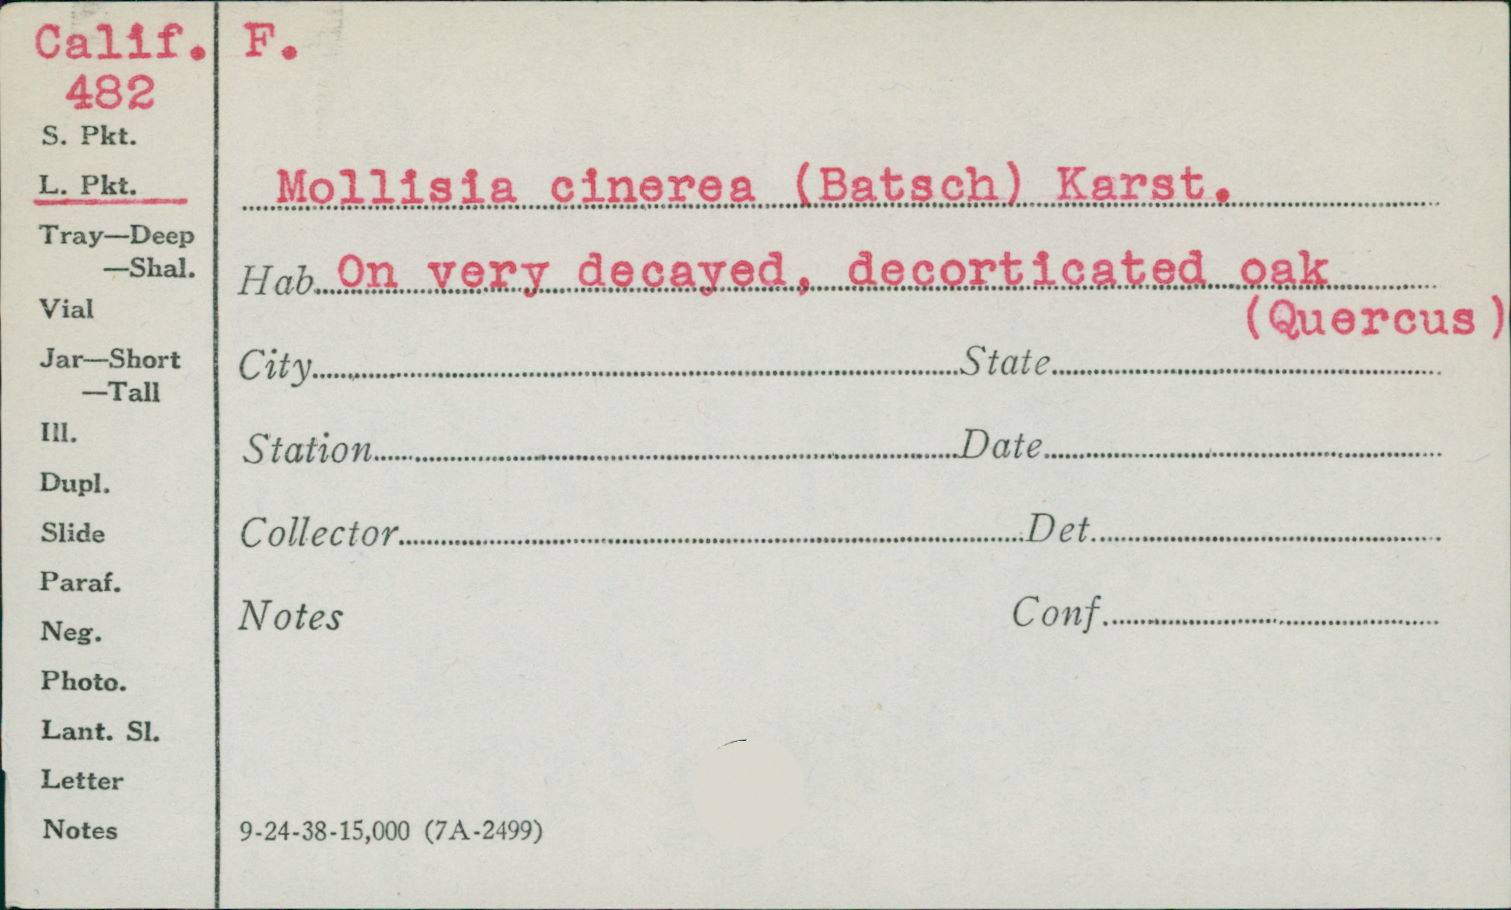 Calif. F.
482
S. Pkt.
L. Pkt.
Tray—Deep
—Shal.
Vial
Jar—Short
—Tall
Ill.
Dupl.
Slide
Paraf.
Neg.
Photo.
Lant. Sl.
Letter
Notes
Mollisia cinerea (Batsch) Karst.
Hab. On very decayed, decorticated oak
(Quercus)
City State
Station Date
Collector Det.
Notes Conf.
9-24-38-15,000 (7A-2499)